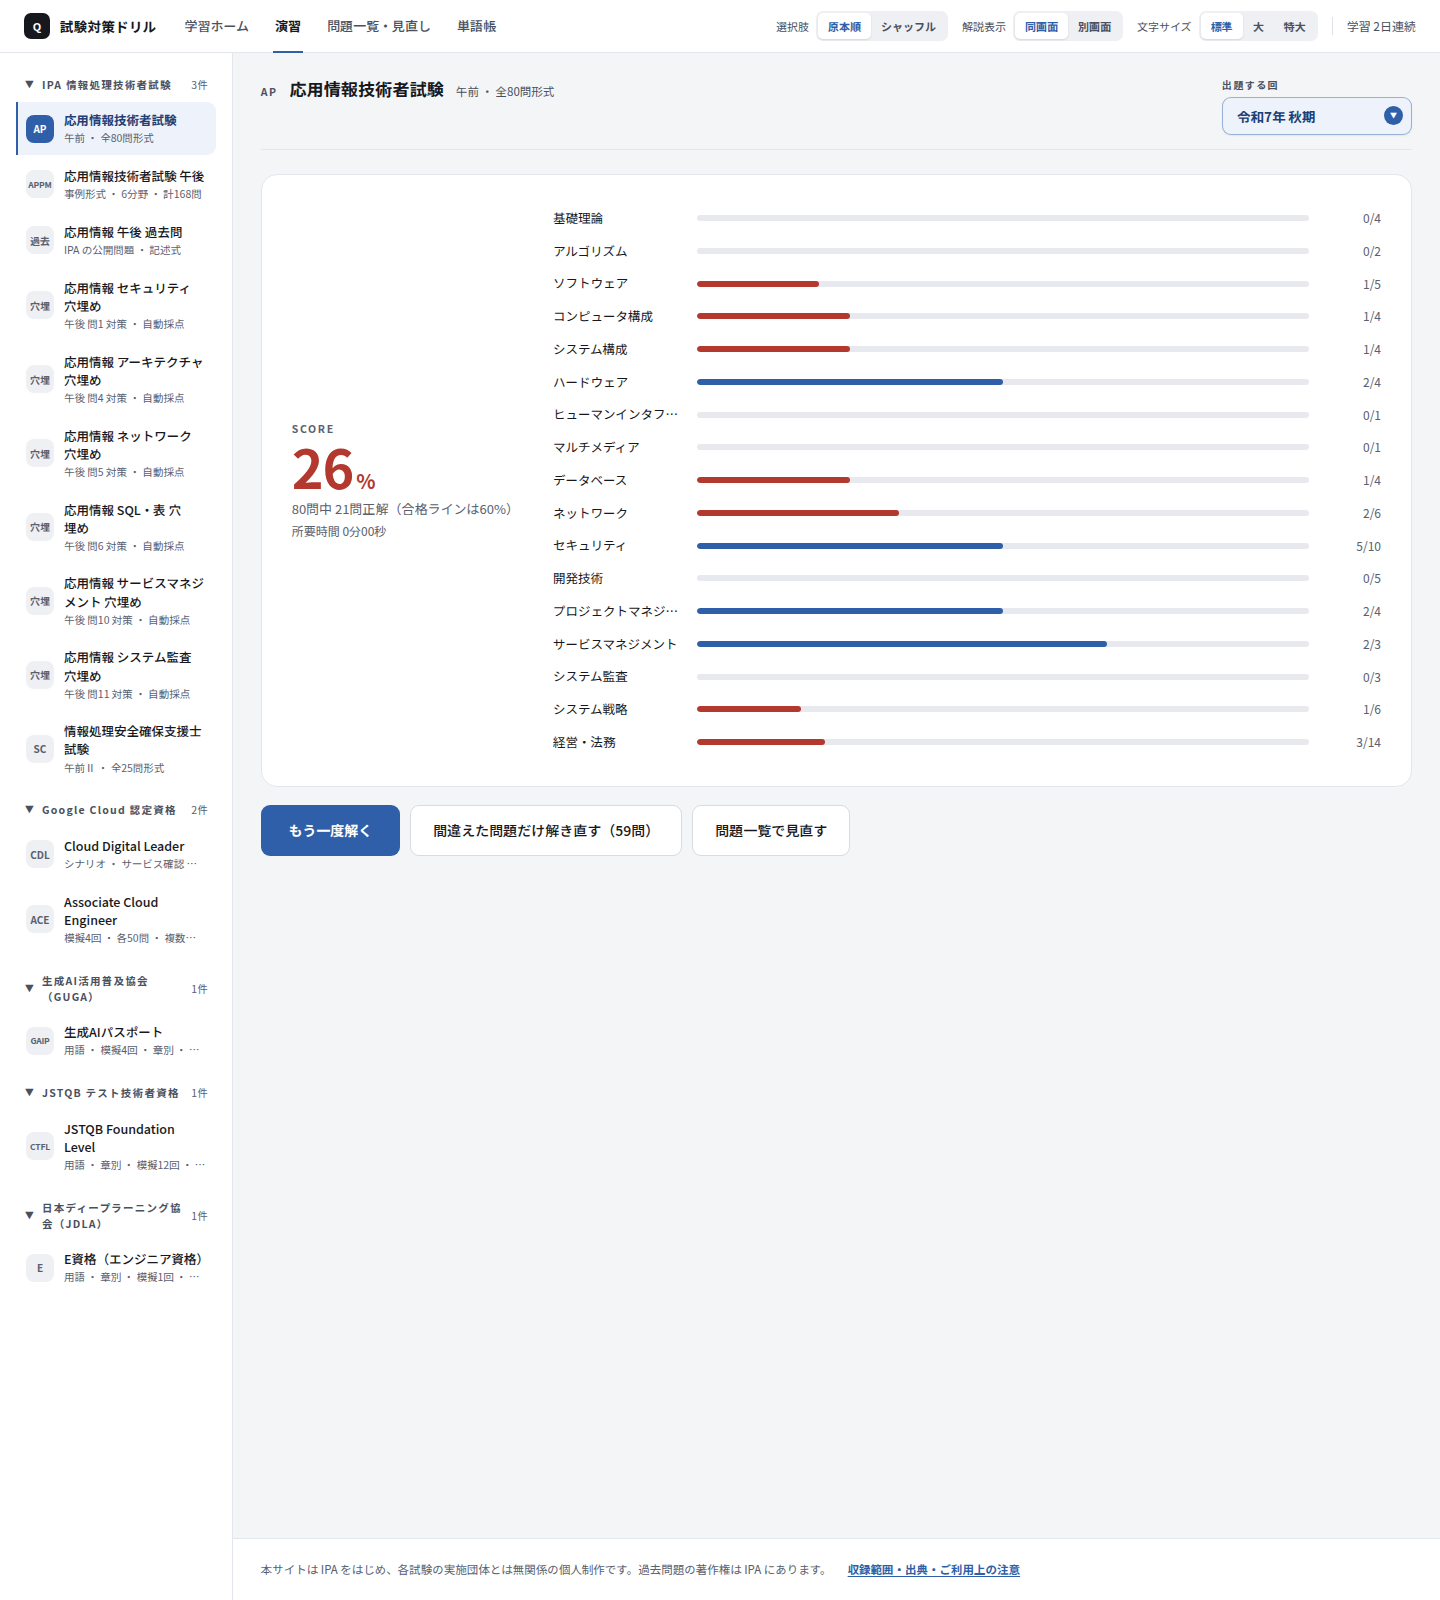 Q 試験対策ドリル 学習ホーム 演習 問題一覧・見直し 単語帳 選択肢 原本順 シャッフル 解説表示 同画面 別画面 文字サイズ 標準 大 特大 学習 2日連続
▼ IPA 情報処理技術者試験 3件
AP 応用情報技術者試験
午前 ・ 全80問形式
APPM 応用情報技術者試験 午後
事例形式 ・ 6分野 ・ 計168問
過去 応用情報 午後 過去問
IPA の公開問題 ・ 記述式
穴埋 応用情報 セキュリティ
穴埋め
午後 問1 対策 ・ 自動採点
穴埋 応用情報 アーキテクチャ
穴埋め
午後 問4 対策 ・ 自動採点
穴埋 応用情報 ネットワーク
穴埋め
午後 問5 対策 ・ 自動採点
穴埋 応用情報 SQL・表 穴
埋め
午後 問6 対策 ・ 自動採点
穴埋 応用情報 サービスマネジ
メント 穴埋め
午後 問10 対策 ・ 自動採点
穴埋 応用情報 システム監査
穴埋め
午後 問11 対策 ・ 自動採点
SC 情報処理安全確保支援士
試験
午前 II ・ 全25問形式
▼ Google Cloud 認定資格 2件
CDL Cloud Digital Leader
シナリオ ・ サービス確認 …
ACE Associate Cloud
Engineer
模擬4回 ・ 各50問 ・ 複数…
▼ 生成AI活用普及協会
（GUGA） 1件
GAIP 生成AIパスポート
用語 ・ 模擬4回 ・ 章別 ・ …
▼ JSTQB テスト技術者資格 1件
CTFL JSTQB Foundation
Level
用語 ・ 章別 ・ 模擬12回 ・ …
▼ 日本ディープラーニング協
会（JDLA） 1件
E E資格（エンジニア資格）
用語 ・ 章別 ・ 模擬1回 ・ …
AP 応用情報技術者試験 午前 ・ 全80問形式
出題する回
令和7年 秋期 ▼
SCORE
26%
80問中 21問正解（合格ラインは60%）
所要時間 0分00秒
基礎理論 0/4
アルゴリズム 0/2
ソフトウェア 1/5
コンピュータ構成 1/4
システム構成 1/4
ハードウェア 2/4
ヒューマンインタフ… 0/1
マルチメディア 0/1
データベース 1/4
ネットワーク 2/6
セキュリティ 5/10
開発技術 0/5
プロジェクトマネジ… 2/4
サービスマネジメント 2/3
システム監査 0/3
システム戦略 1/6
経営・法務 3/14
もう一度解く 間違えた問題だけ解き直す（59問） 問題一覧で見直す
本サイトは IPA をはじめ、各試験の実施団体とは無関係の個人制作です。過去問題の著作権は IPA にあります。 収録範囲・出典・ご利用上の注意